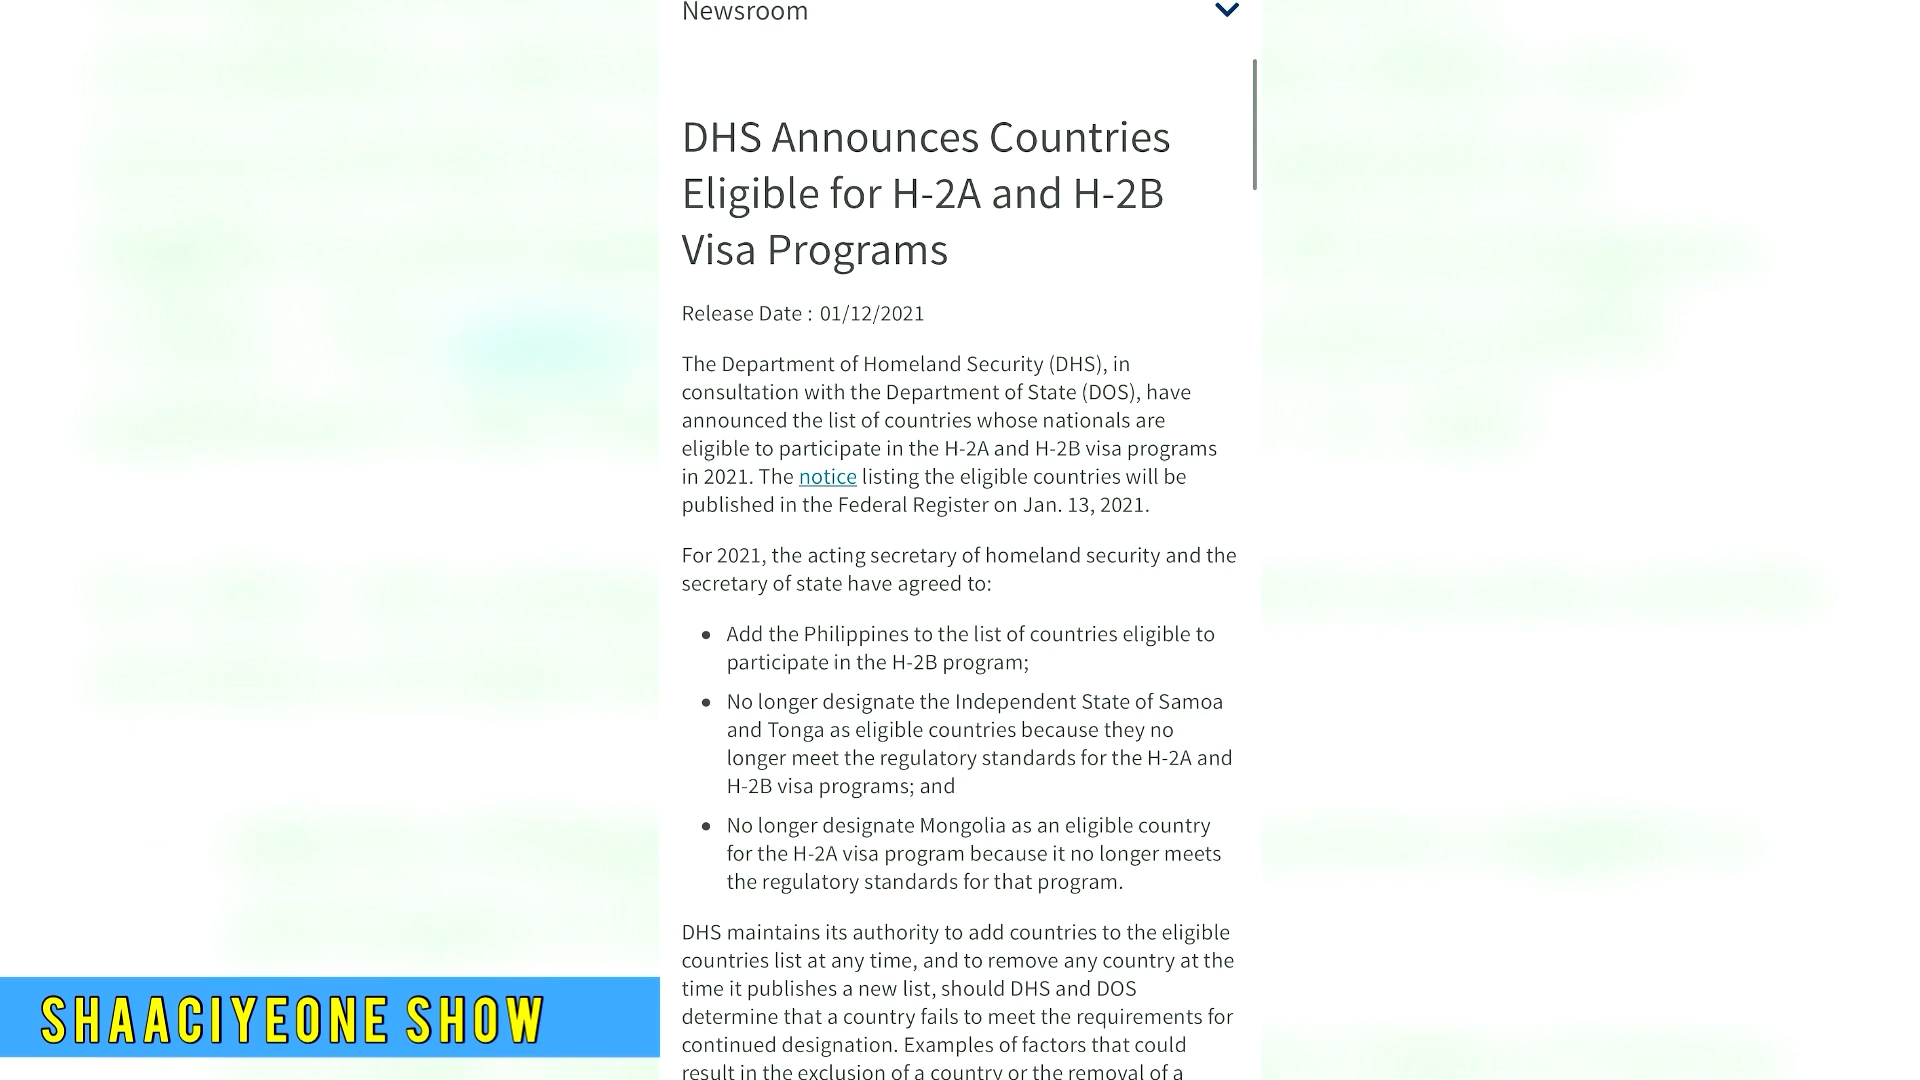 Newsroom
DHS Announces Countries
Eligible for H-2A and H-2B
Visa Programs
Release Date : 01/12/2021
The Department of Homeland Security (DHS), in
consultation with the Department of State (DOS), have
announced the list of countries whose nationals are
eligible to participate in the H-2A and H-2B visa programs
in 2021. The notice listing the eligible countries will be
published in the Federal Register on Jan. 13, 2021.
For 2021, the acting secretary of homeland security and the
secretary of state have agreed to:
• Add the Philippines to the list of countries eligible to
participate in the H-2B program;
• No longer designate the Independent State of Samoa
and Tonga as eligible countries because they no
longer meet the regulatory standards for the H-2A and
H-2B visa programs; and
• No longer designate Mongolia as an eligible country
for the H-2A visa program because it no longer meets
the regulatory standards for that program.
DHS maintains its authority to add countries to the eligible
countries list at any time, and to remove any country at the
time it publishes a new list, should DHS and DOS
determine that a country fails to meet the requirements for
continued designation. Examples of factors that could
result in the exclusion of a country or the removal of a
SHAACIYEONE SHOW